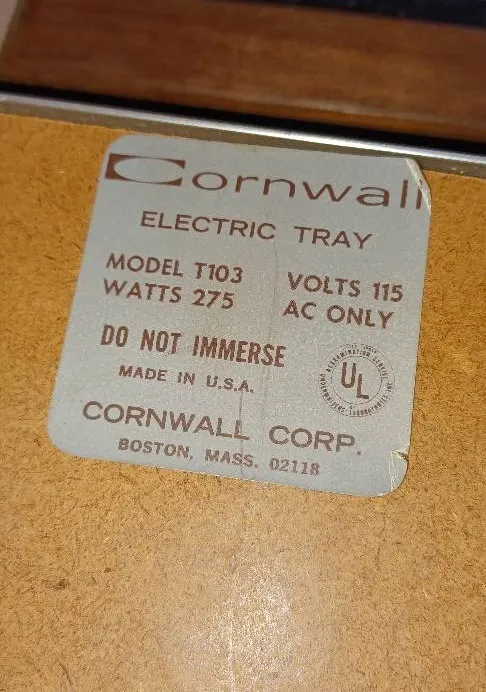 Cornwall
ELECTRIC TRAY
MODEL T103
WATTS 275
VOLTS 115
AC ONLY
DO NOT IMMERSE
MADE IN U.S.A.
UL
CORNWALL CORP.
BOSTON, MASS. 02118